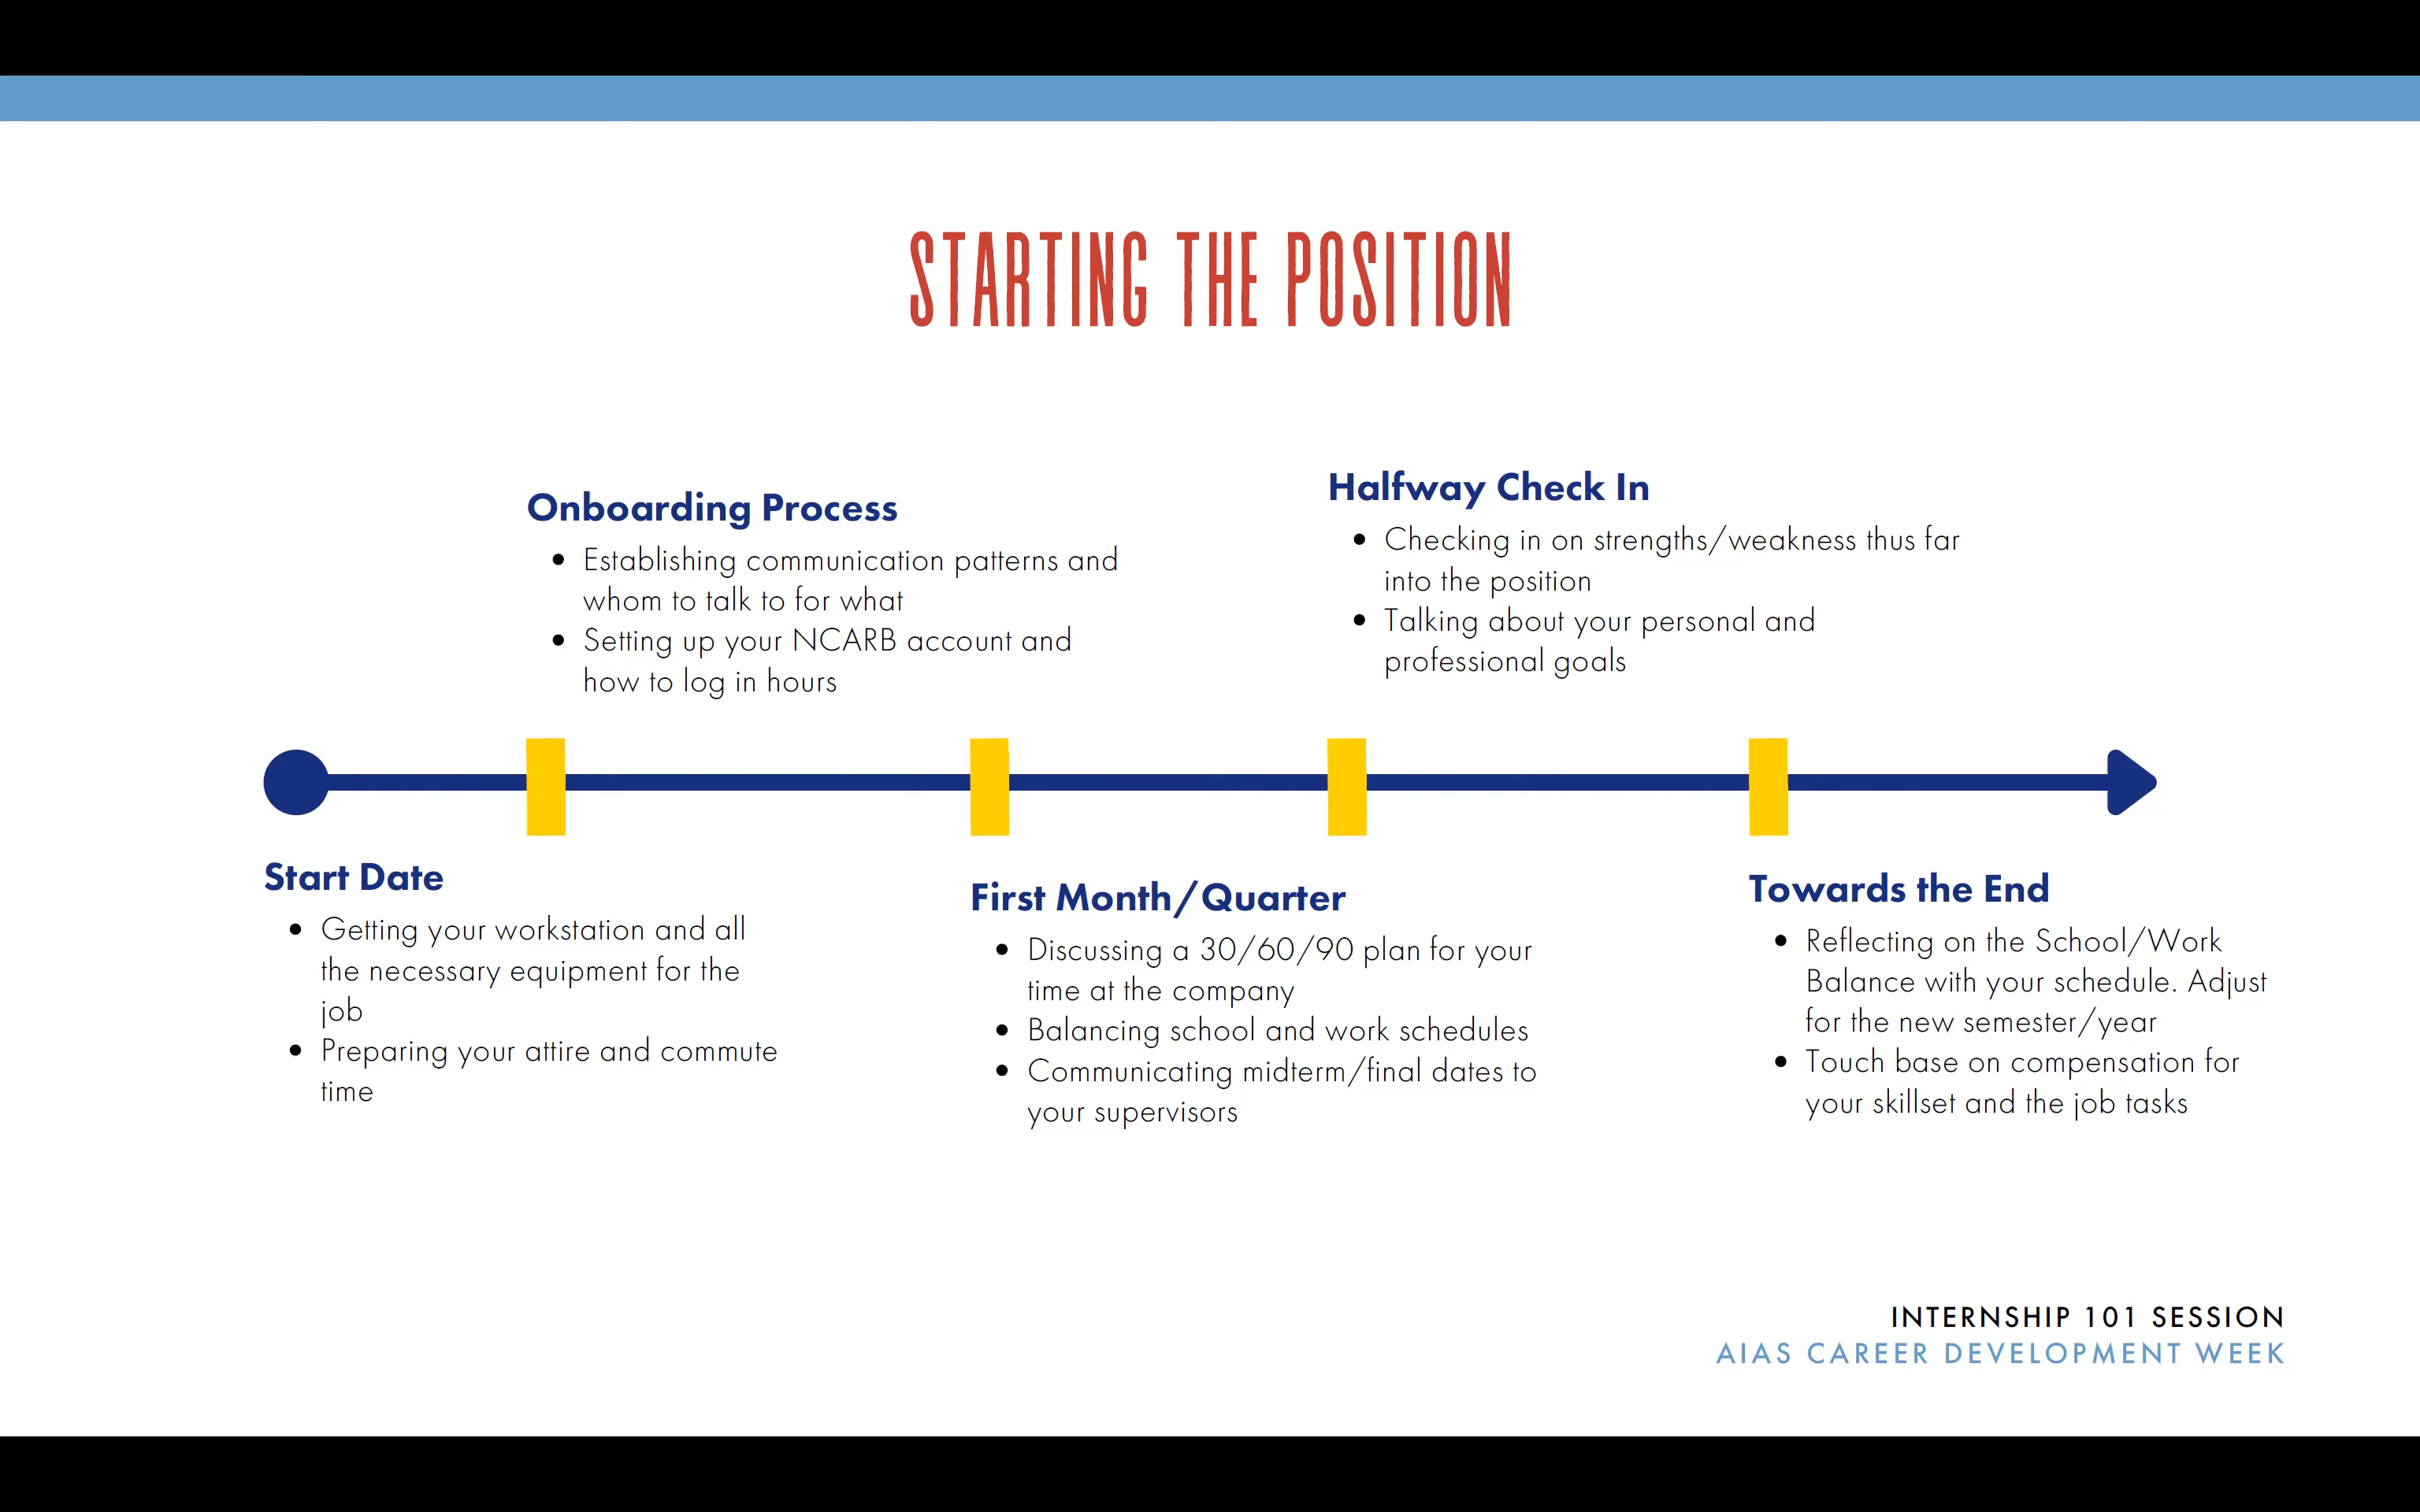 STARTING THE POSITION
Onboarding Process
• Establishing communication patterns and
whom to talk to for what
• Setting up your NCARB account and
how to log in hours
Halfway Check In
• Checking in on strengths/weakness thus far
into the position
• Talking about your personal and
professional goals
Start Date
• Getting your workstation and all
the necessary equipment for the
job
• Preparing your attire and commute
time
First Month/Quarter
• Discussing a 30/60/90 plan for your
time at the company
• Balancing school and work schedules
• Communicating midterm/final dates to
your supervisors
Towards the End
• Reflecting on the School/Work
Balance with your schedule. Adjust
for the new semester/year
• Touch base on compensation for
your skillset and the job tasks
INTERNSHIP 101 SESSION
AIAS CAREER DEVELOPMENT WEEK